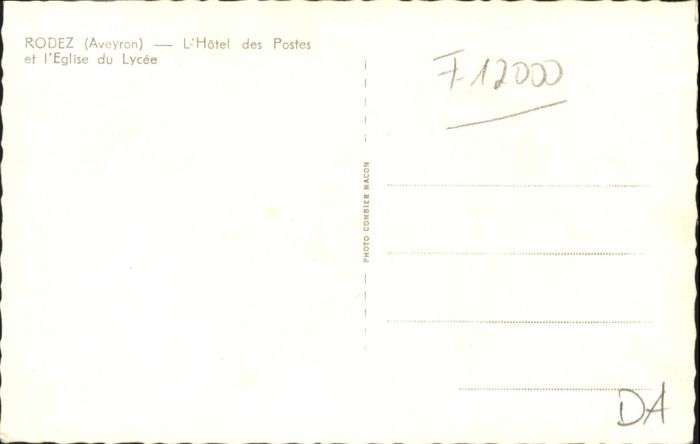 RODEZ (Aveyron) — L'Hôtel des Postes
et l'Eglise du Lycée
F-12000
PHOTO COMBIER MACON
DA